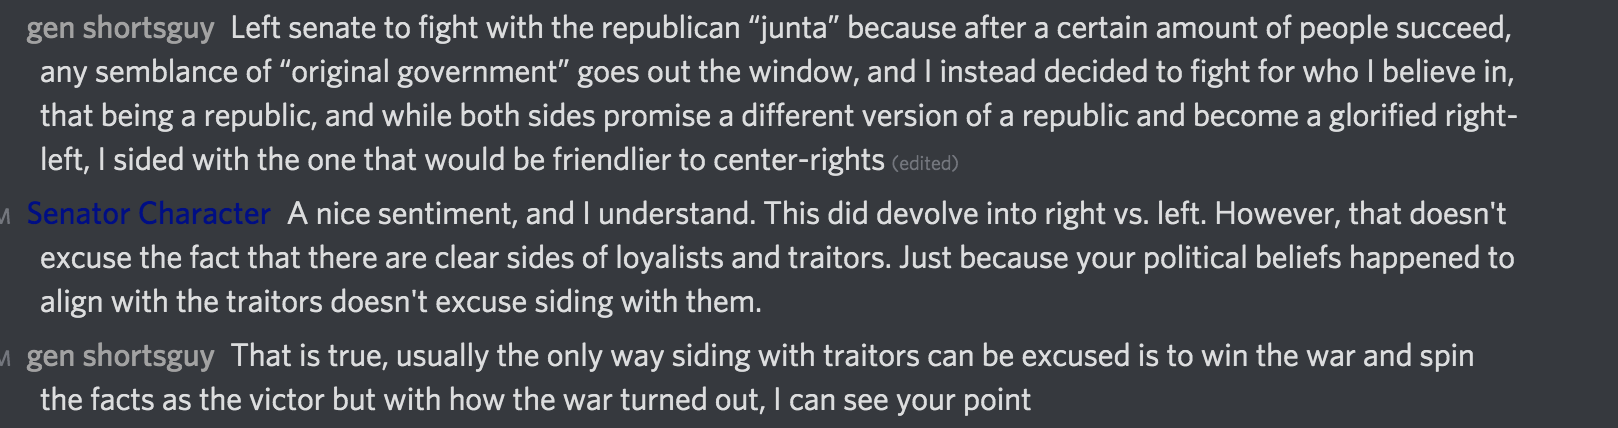 gen shortsguy Left senate to fight with the republican “junta” because after a certain amount of people succeed,
any semblance of “original government” goes out the window, and I instead decided to fight for who I believe in,
that being a republic, and while both sides promise a different version of a republic and become a glorified right-
left, I sided with the one that would be friendlier to center-rights (edited)
M Senator Character A nice sentiment, and I understand. This did devolve into right vs. left. However, that doesn't
excuse the fact that there are clear sides of loyalists and traitors. Just because your political beliefs happened to
align with the traitors doesn't excuse siding with them.
M gen shortsguy That is true, usually the only way siding with traitors can be excused is to win the war and spin
the facts as the victor but with how the war turned out, I can see your point